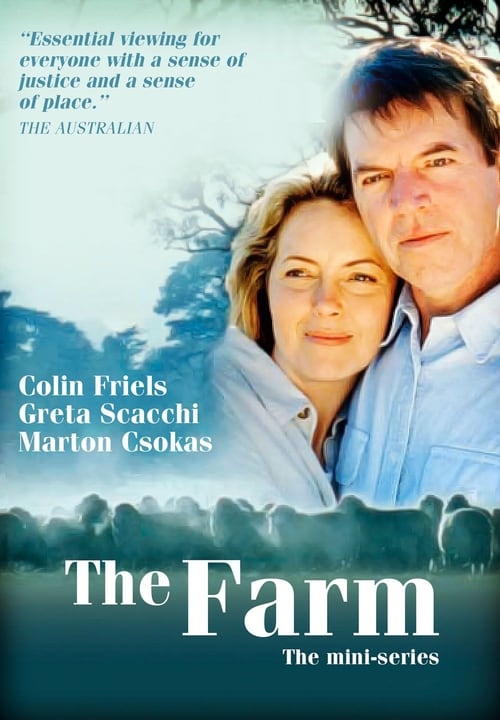 “Essential viewing for
everyone with a sense of
justice and a sense
of place.”
THE AUSTRALIAN
Colin Friels
Greta Scacchi
Marton Csokas
The Farm
The mini-series